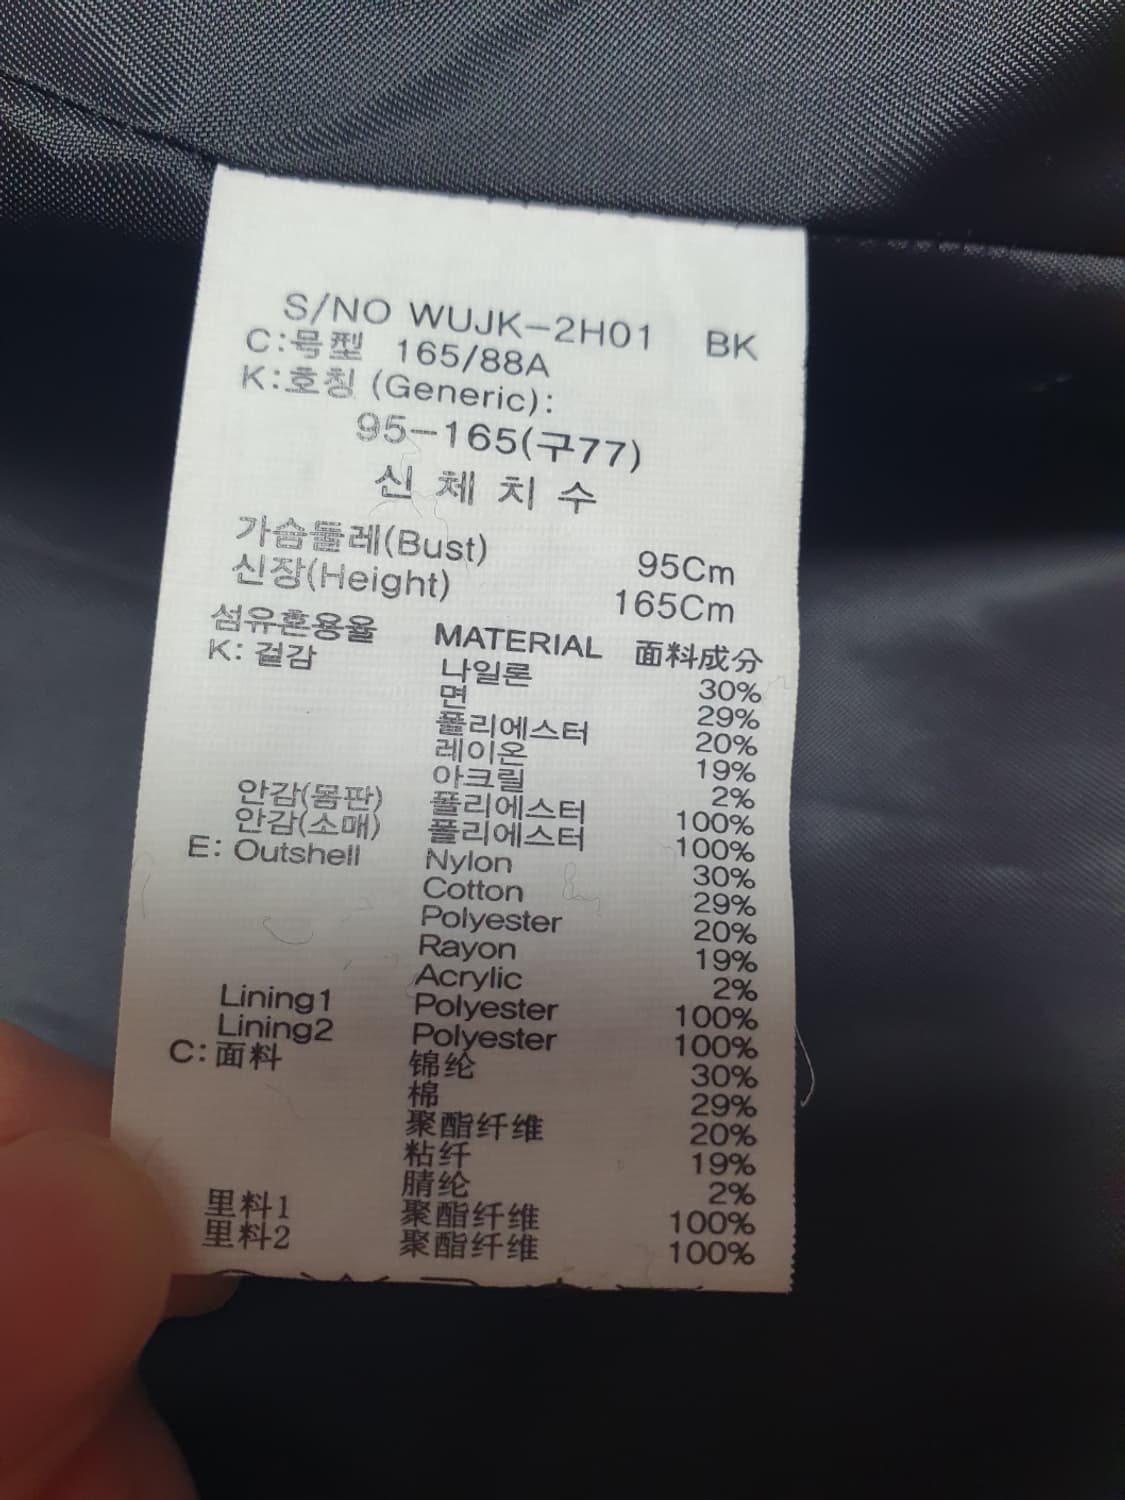 S/NO WUJK-2H01 BK
C:号型 165/88A
K:호칭 (Generic):
95-165(구77)
신 체 치 수
가슴둘레(Bust) 95Cm
신장(Height) 165Cm
섬유혼용율 MATERIAL 面料成分
K: 겉감 나일론 30%
면 29%
폴리에스터 20%
레이온 19%
아크릴 2%
안감(몸판) 폴리에스터 100%
안감(소매) 폴리에스터 100%
E: Outshell Nylon 30%
Cotton 29%
Polyester 20%
Rayon 19%
Acrylic 2%
Lining1 Polyester 100%
Lining2 Polyester 100%
C: 面料 锦纶 30%
棉 29%
聚酯纤维 20%
粘纤 19%
腈纶 2%
里料1 聚酯纤维 100%
里料2 聚酯纤维 100%